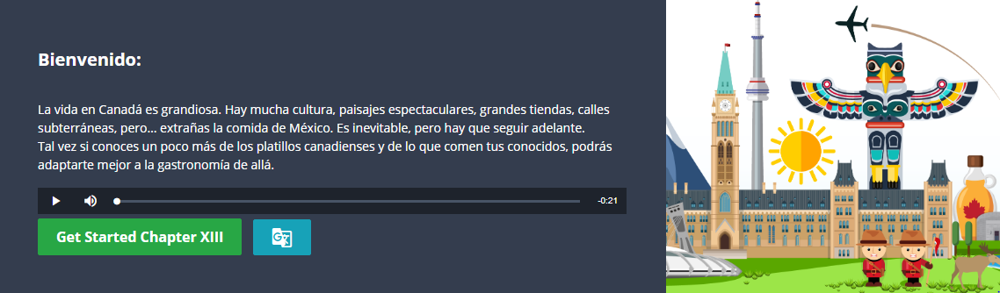 Bienvenido:
La vida en Canadá es grandiosa. Hay mucha cultura, paisajes espectaculares, grandes tiendas, calles
subterráneas, pero... extrañas la comida de México. Es inevitable, pero hay que seguir adelante.
Tal vez si conoces un poco más de los platillos canadienses y de lo que comen tus conocidos, podrás
adaptarte mejor a la gastronomía de allá.
-0:21
Get Started Chapter XIII